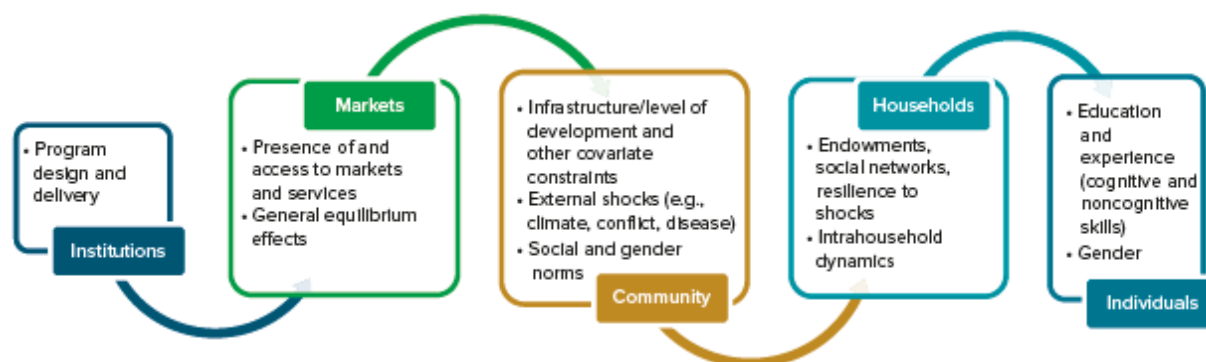 • Program
design and
delivery
Institutions
Markets
• Presence of and
access to markets
and services
• General equilibrium
effects
• Infrastructure/level of
development and
other covariate
constraints
• External shocks (e.g.,
climate, conflict, disease)
• Social and gender
norms
Community
Households
• Endowments,
social networks,
resilience to
shocks
• Intrahousehold
dynamics
• Education
and
experience
(cognitive and
noncognitive
skills)
• Gender
Individuals